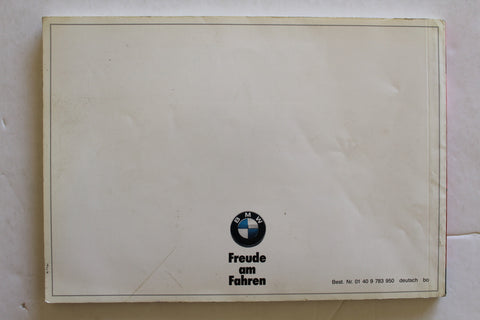 BMW
Freude
am
Fahren
Best. Nr. 01 40 9 783 950 deutsch bo